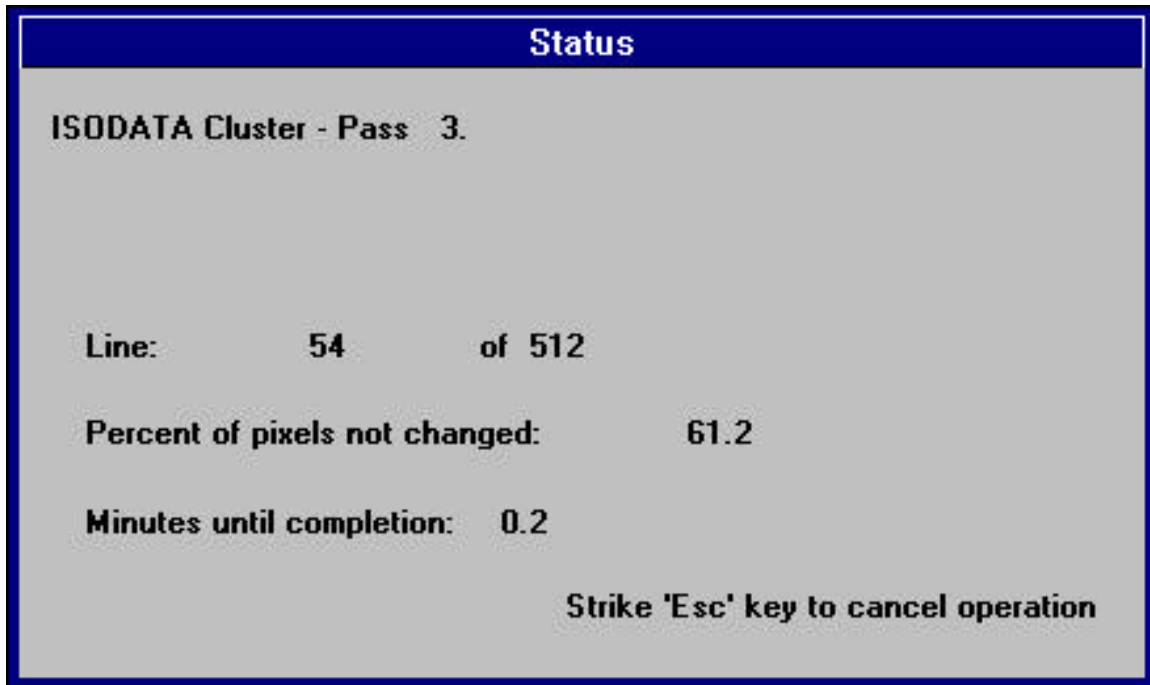 Status
ISODATA Cluster - Pass 3.
Line: 54 of 512
Percent of pixels not changed: 61.2
Minutes until completion: 0.2
Strike 'Esc' key to cancel operation